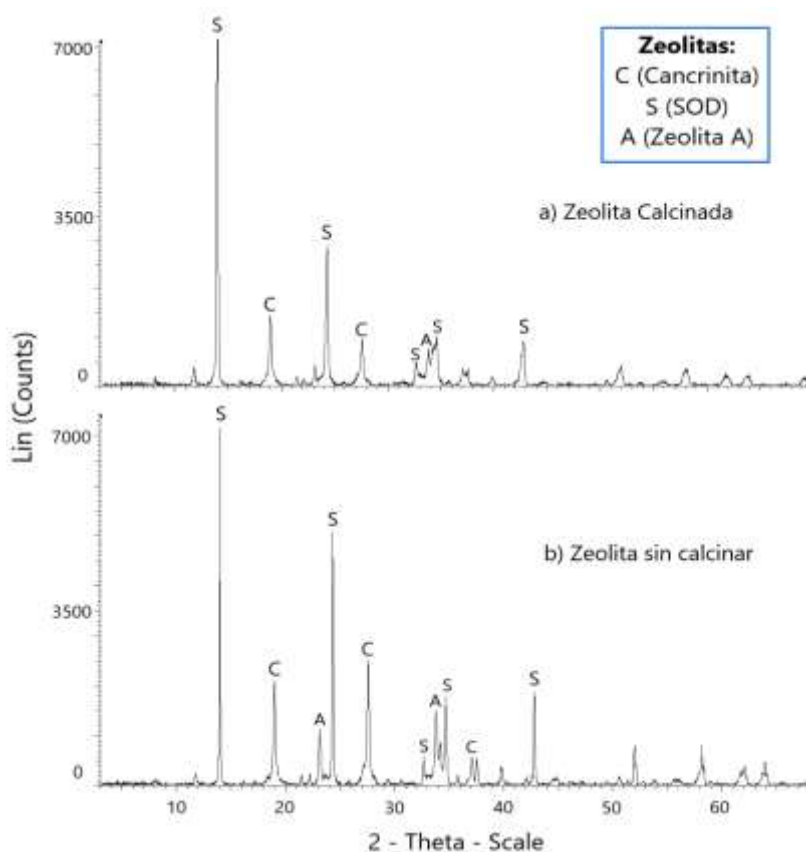 7000
3500
0
S
C
S
C
S
A
S
S
Zeolitas:
C (Cancrinita)
S (SOD)
A (Zeolita A)
a) Zeolita Calcinada
Lin (Counts)
7000
3500
0
S
C
A
S
C
S
A
S
C
S
b) Zeolita sin calcinar
10
20
30
40
50
60
2 - Theta - Scale